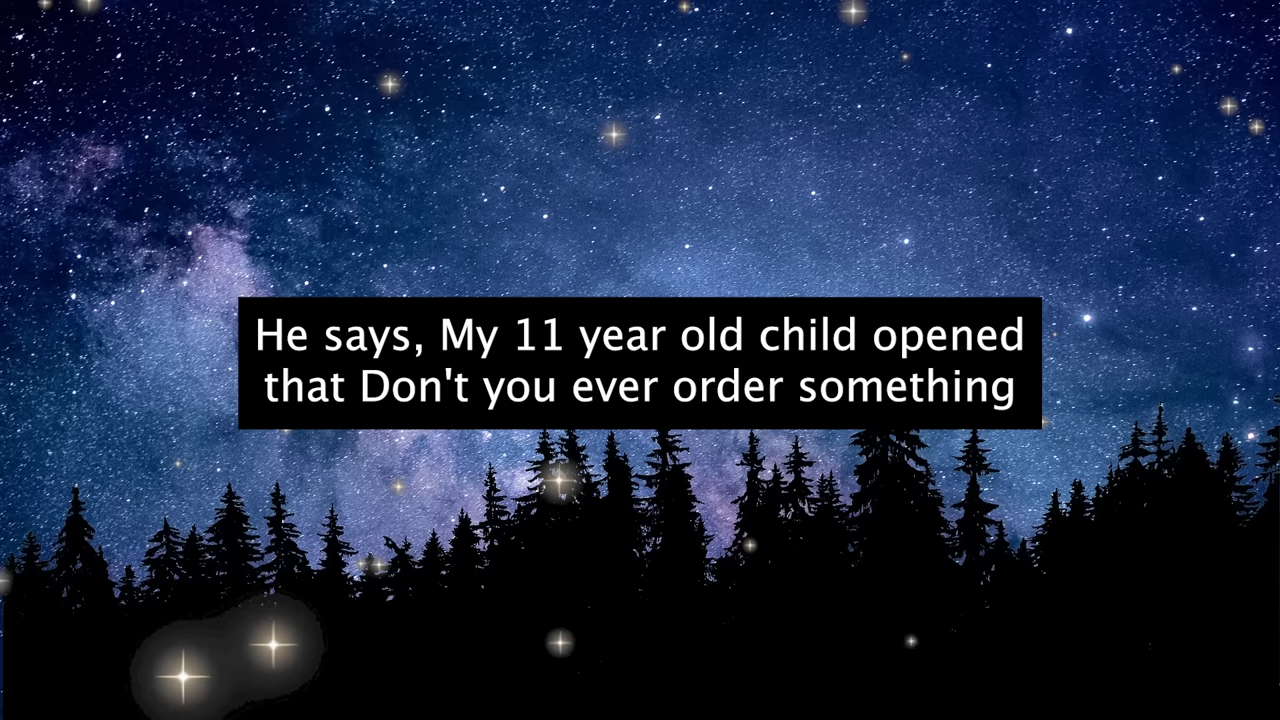 He says, My 11 year old child opened
that Don't you ever order something